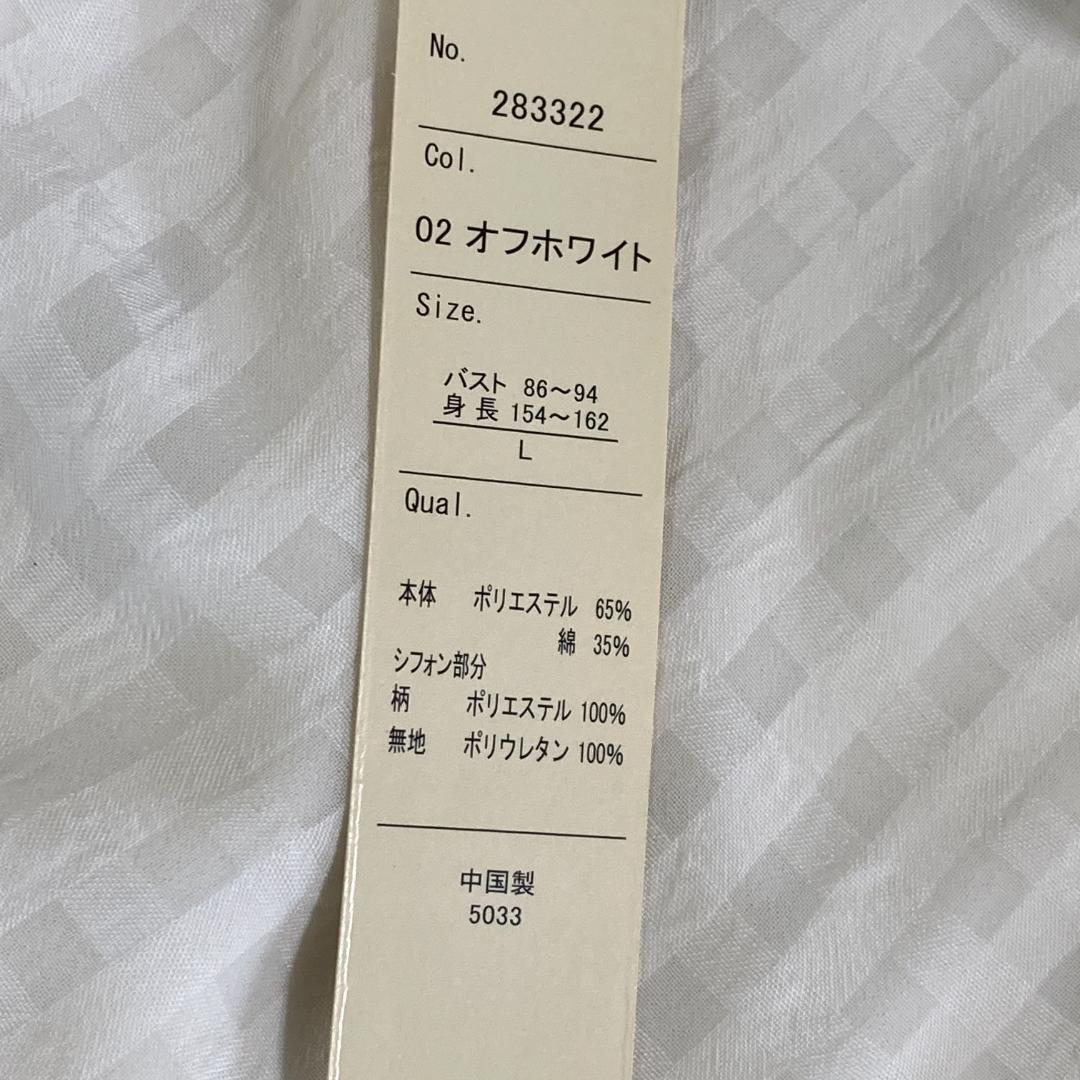 No.
283322
Col.
02 オフホワイト
Size.
バスト 86～94
身長 154～162
L
Qual.
本体 ポリエステル 65%
綿 35%
シフォン部分
柄 ポリエステル 100%
無地 ポリウレタン 100%
中国製
5033